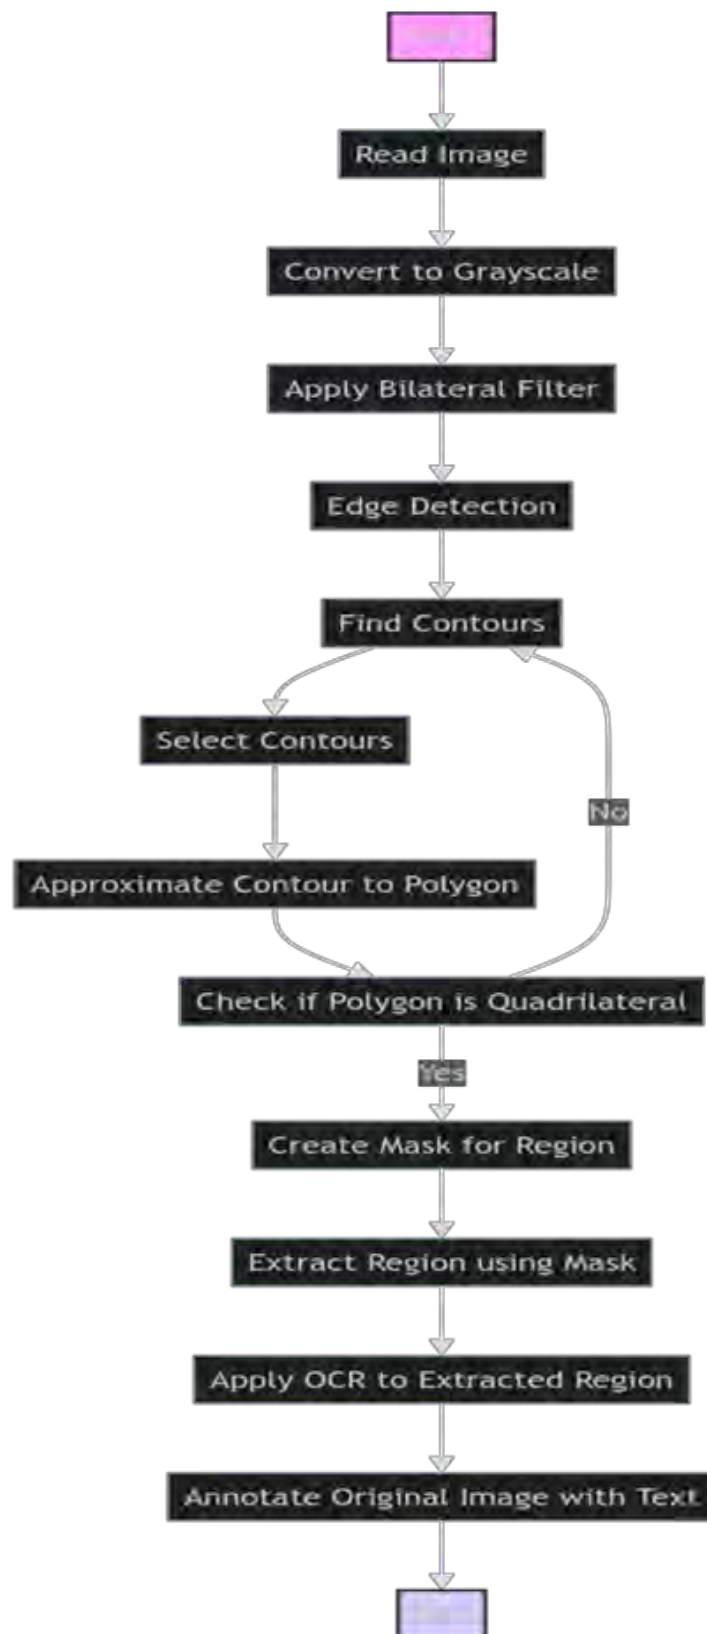 Read Image
Convert to Grayscale
Apply Bilateral Filter
Edge Detection
Find Contours
Select Contours
No
Approximate Contour to Polygon
Check if Polygon is Quadrilateral
Yes
Create Mask for Region
Extract Region using Mask
Apply OCR to Extracted Region
Annotate Original Image with Text